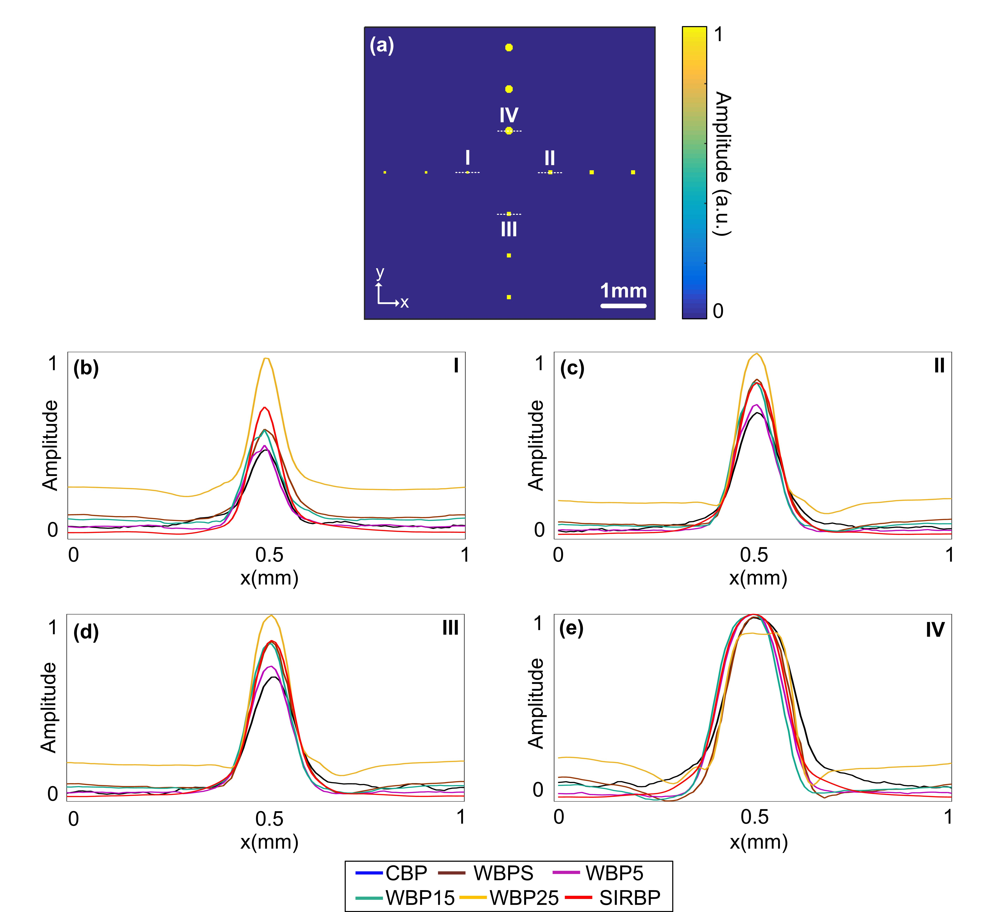 (a)
1
IV
I
II
III
Amplitude (a.u.)
y
x
1mm
0
(b)
I
1
Amplitude
0
0
0.5
1
x(mm)
(c)
II
1
Amplitude
0
0
0.5
1
x(mm)
(d)
III
1
Amplitude
0
0
0.5
1
x(mm)
(e)
IV
1
Amplitude
0
0
0.5
1
x(mm)
CBP WBPS WBP5
WBP15 WBP25 SIRBP